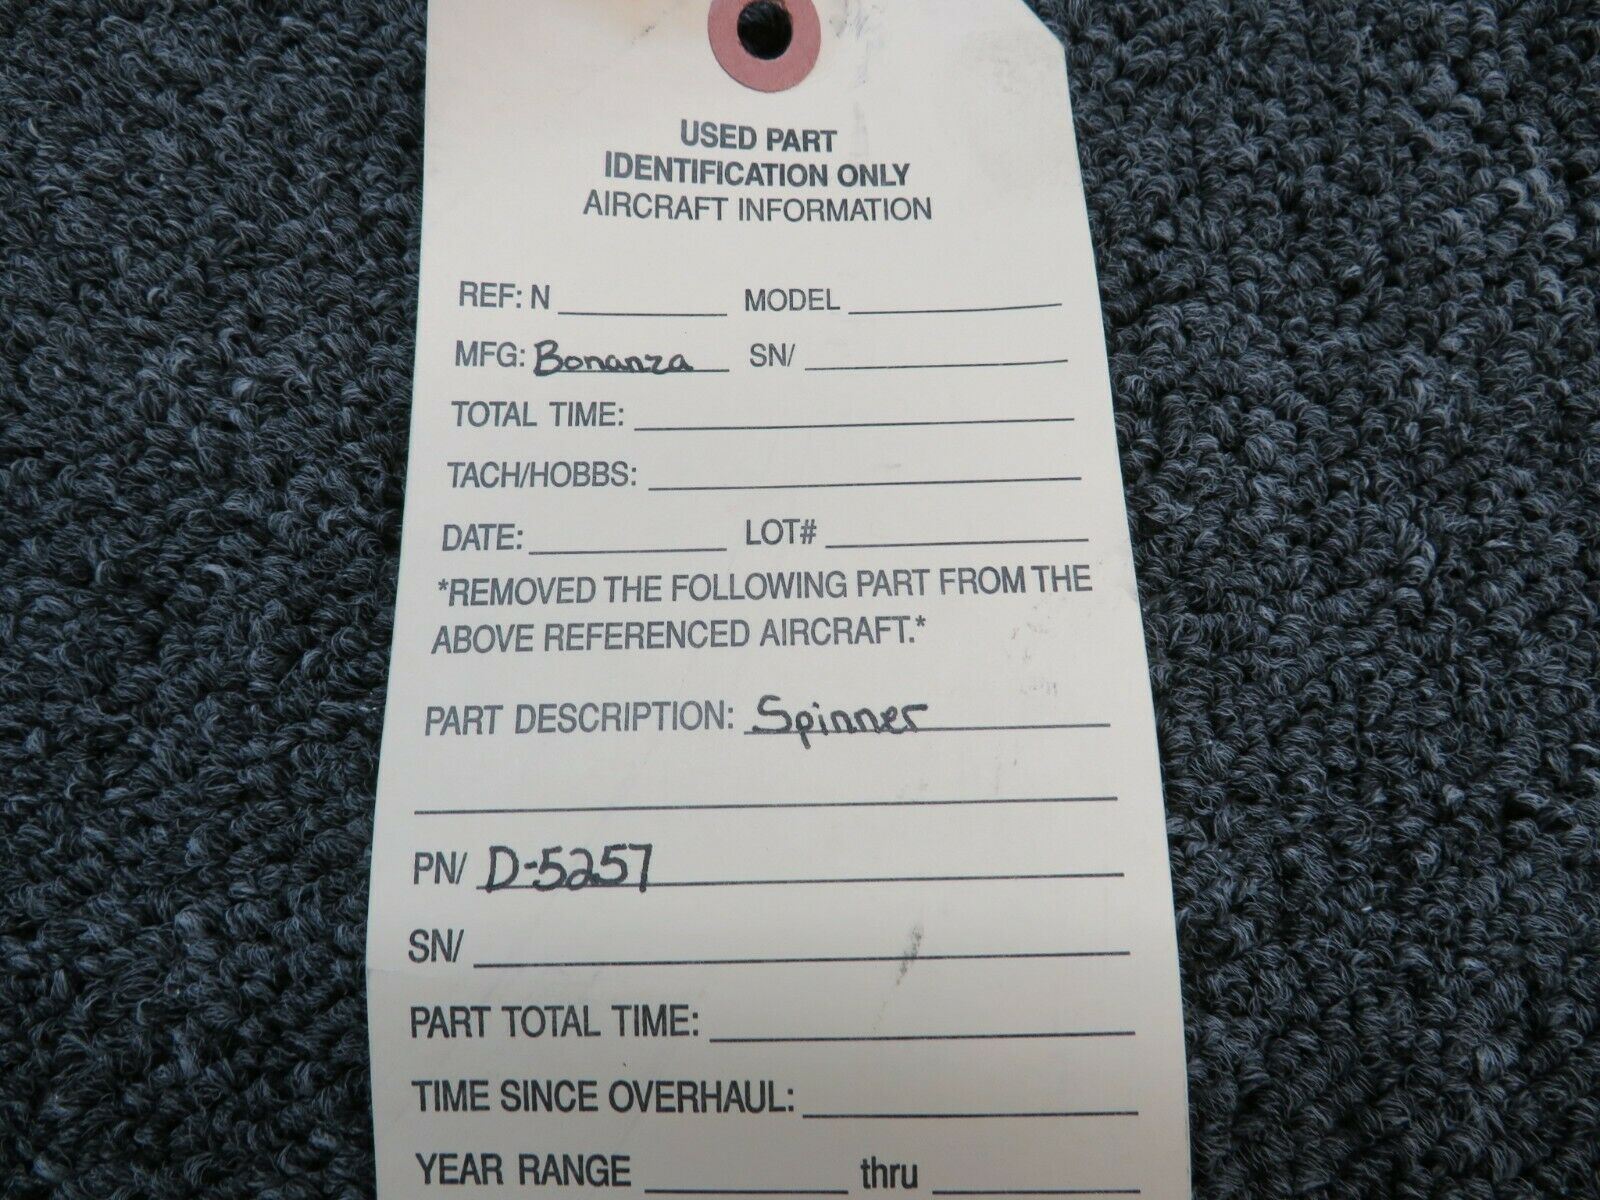 USED PART
IDENTIFICATION ONLY
AIRCRAFT INFORMATION
REF: N MODEL
MFG: Bonanza SN/
TOTAL TIME:
TACH/HOBBS:
DATE: LOT#
*REMOVED THE FOLLOWING PART FROM THE
ABOVE REFERENCED AIRCRAFT.*
PART DESCRIPTION: Spinner
PN/ D-5257
SN/
PART TOTAL TIME:
TIME SINCE OVERHAUL:
YEAR RANGE thru